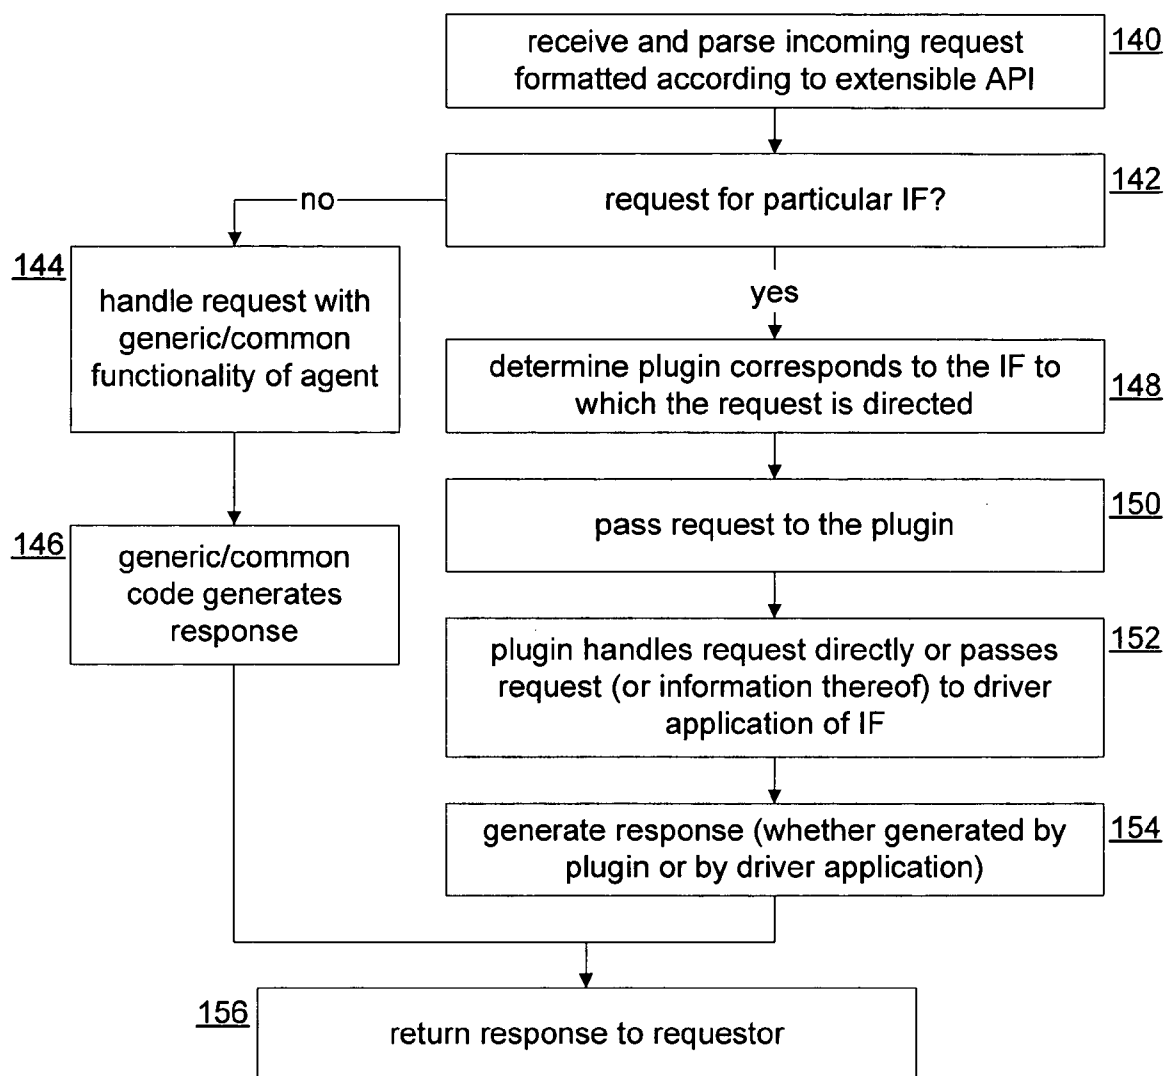 receive and parse incoming request
formatted according to extensible API
140
request for particular IF?
142
no
yes
144
handle request with
generic/common
functionality of agent
determine plugin corresponds to the IF to
which the request is directed
148
pass request to the plugin
150
146
generic/common
code generates
response
plugin handles request directly or passes
request (or information thereof) to driver
application of IF
152
generate response (whether generated by
plugin or by driver application)
154
156
return response to requestor